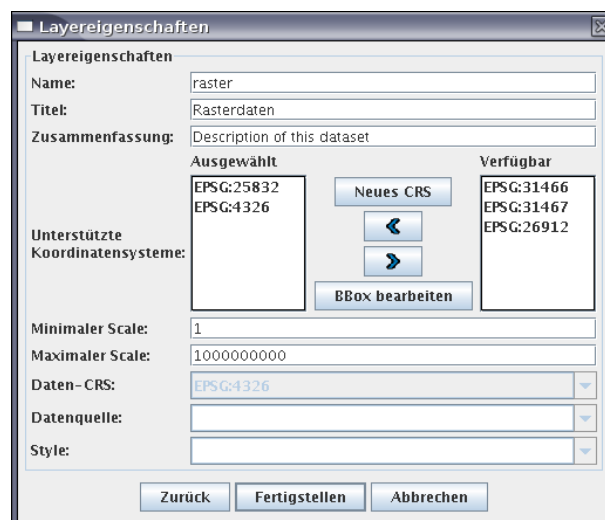 Layereigenschaften
Layereigenschaften
Name: raster
Titel: Rasterdaten
Zusammenfassung: Description of this dataset
Ausgewählt Verfügbar
EPSG:25832 Neues CRS EPSG:31466
EPSG:4326 EPSG:31467
EPSG:26912
Unterstützte
Koordinatensysteme:
BBox bearbeiten
Minimaler Scale: 1
Maximaler Scale: 1000000000
Daten-CRS: EPSG:4326
Datenquelle:
Style:
Zurück Fertigstellen Abbrechen